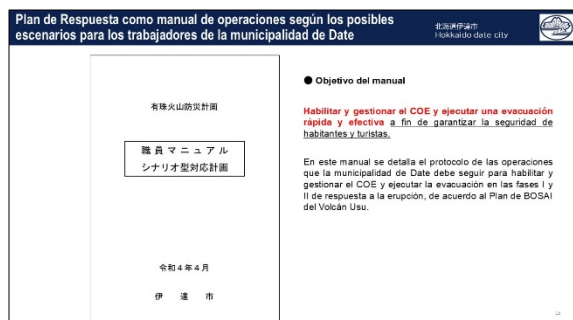 Plan de Respuesta como manual de operaciones según los posibles
escenarios para los trabajadores de la municipalidad de Date
北海道伊達市
Hokkaido date city
有珠火山防災計画
職員マニュアル
シナリオ型対応計画
令和4年4月
伊達市
● Objetivo del manual
Habilitar y gestionar el COE y ejecutar una evacuación
rápida y efectiva a fin de garantizar la seguridad de
habitantes y turistas.
En este manual se detalla el protocolo de las operaciones
que la municipalidad de Date debe seguir para habilitar y
gestionar el COE y ejecutar la evacuación en las fases I y
II de respuesta a la erupción, de acuerdo al Plan de BOSAI
del Volcán Usu.